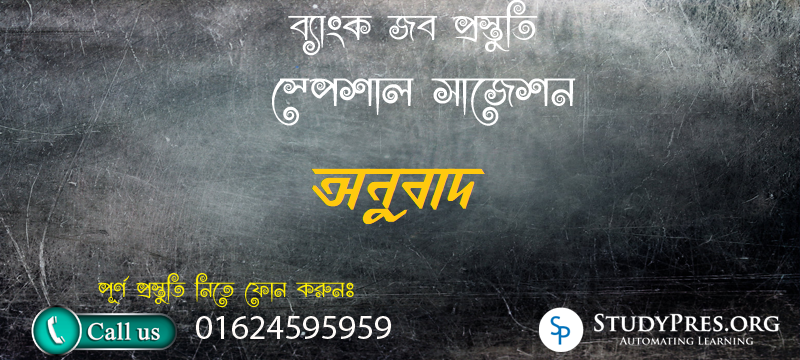 ব্যাংক জব প্রস্তুতি
স্পেশাল সাজেশন
অনুবাদ
পূর্ণ প্রস্তুতি নিতে ফোন করুনঃ
Call us 01624595959
SP STUDYPRES.ORG
AUTOMATING LEARNING